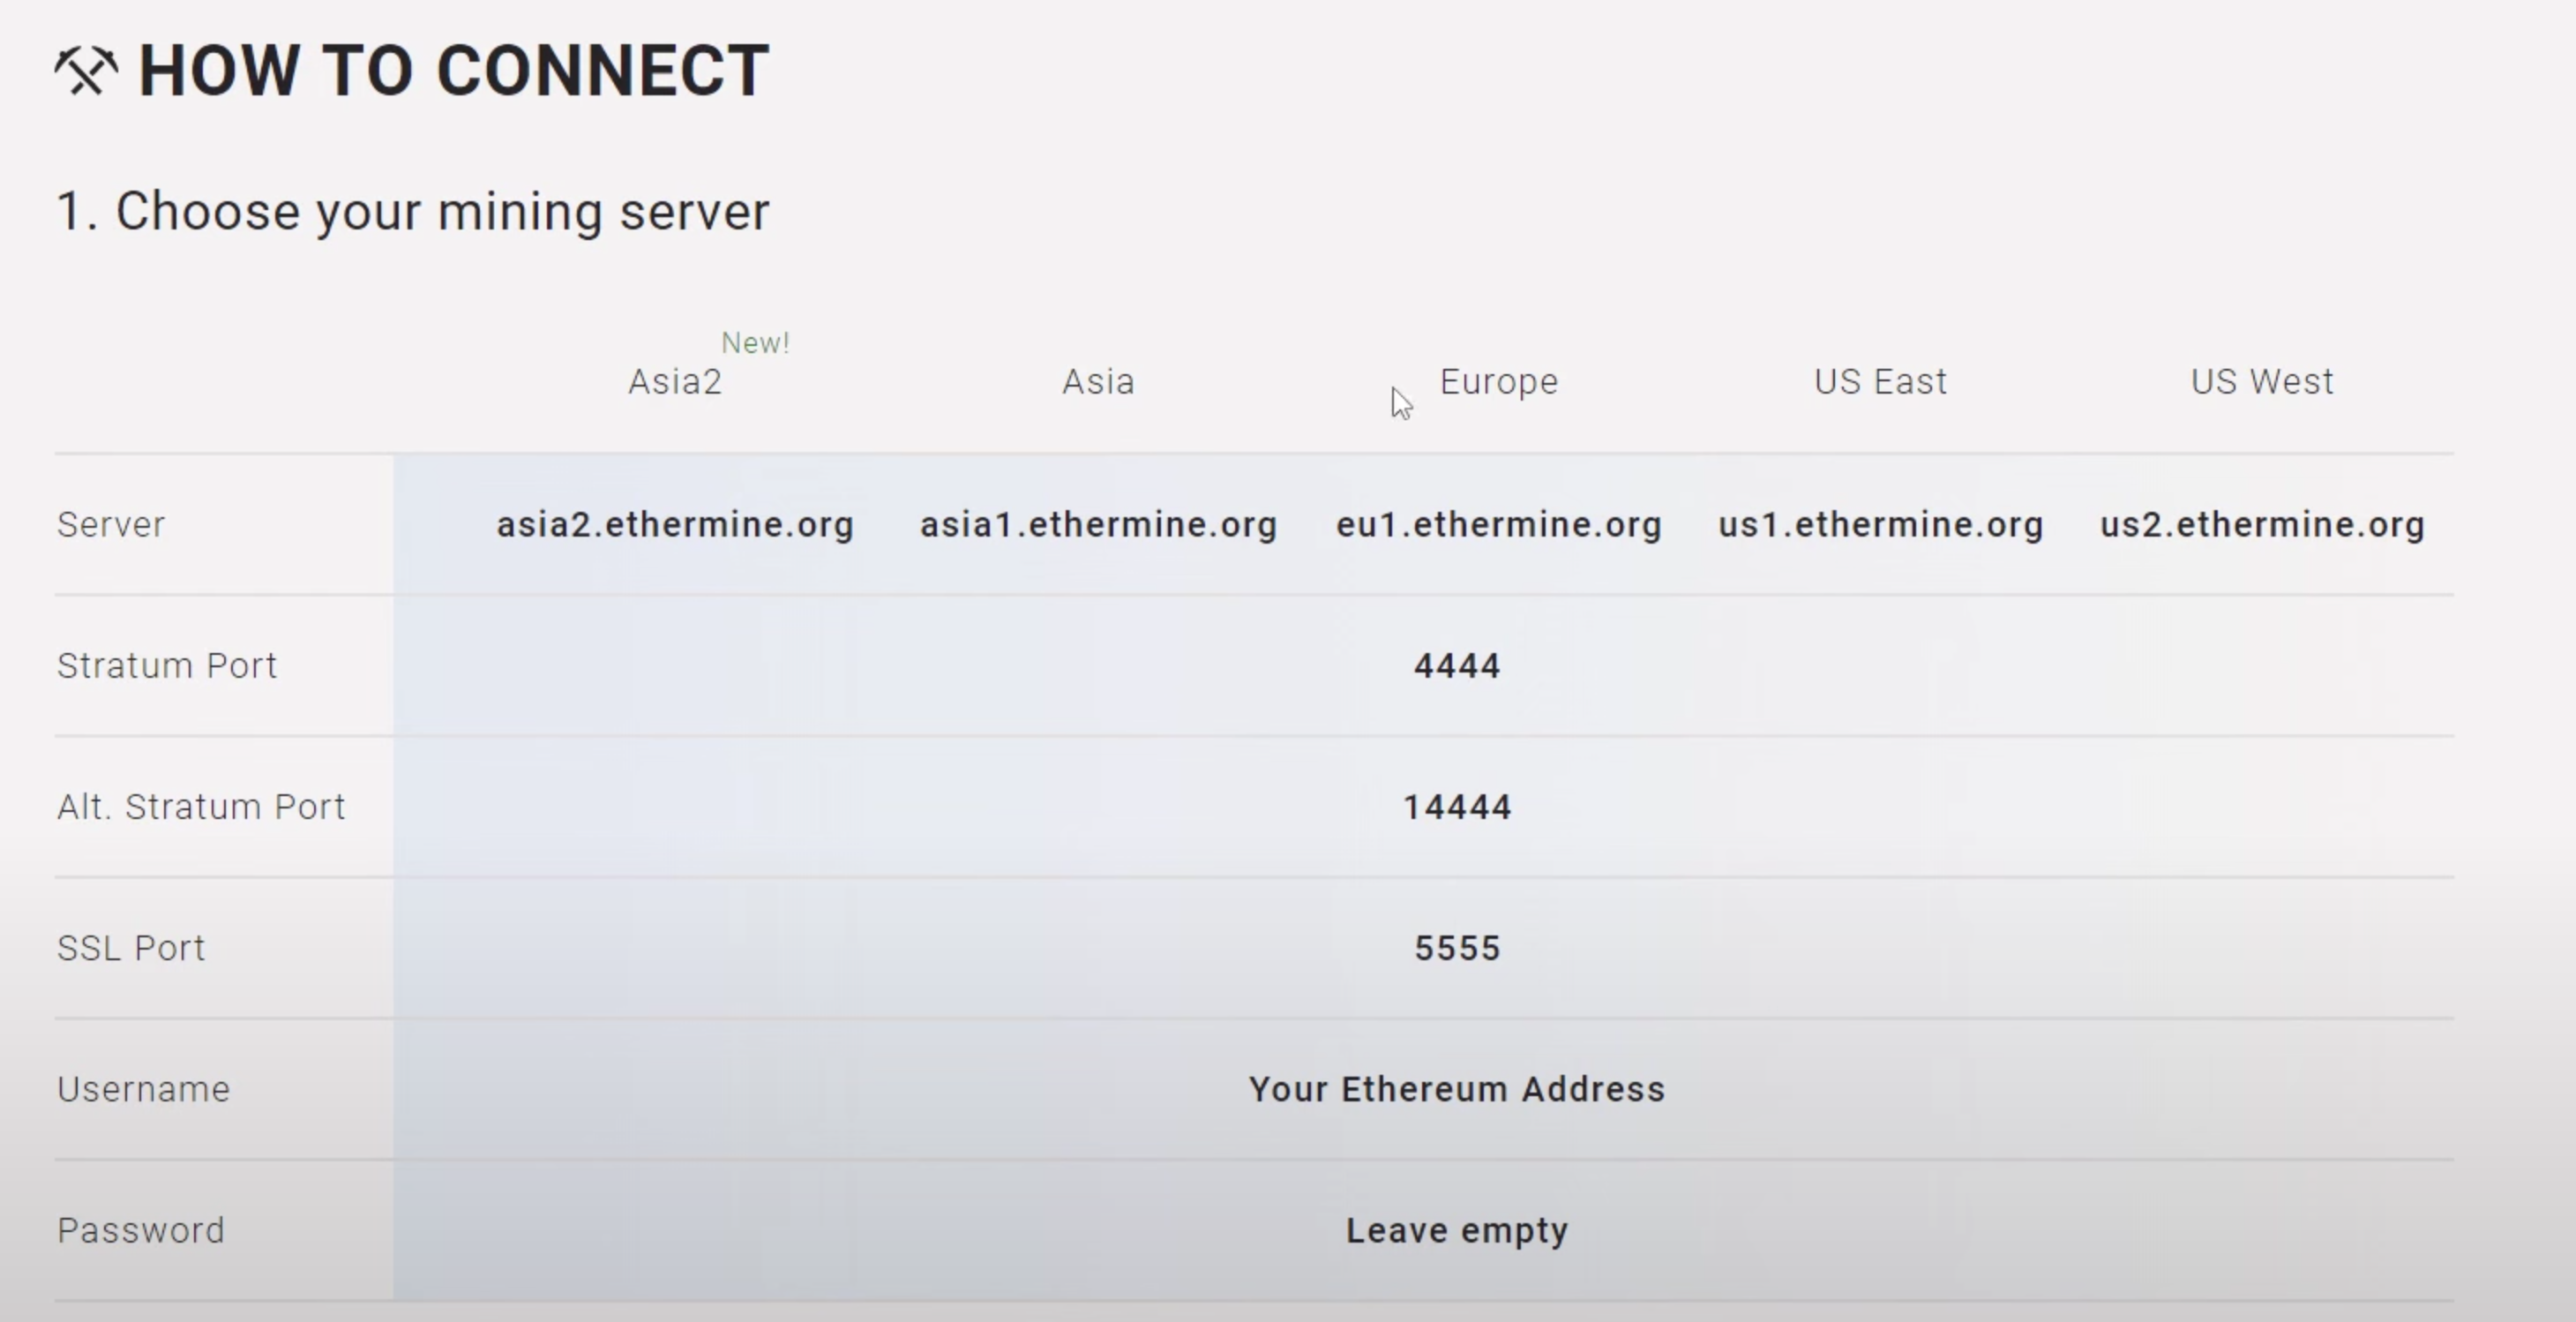 HOW TO CONNECT
1. Choose your mining server
New!
Asia2 Asia Europe US East US West
Server asia2.ethermine.org asia1.ethermine.org eu1.ethermine.org us1.ethermine.org us2.ethermine.org
Stratum Port 4444
Alt. Stratum Port 14444
SSL Port 5555
Username Your Ethereum Address
Password Leave empty